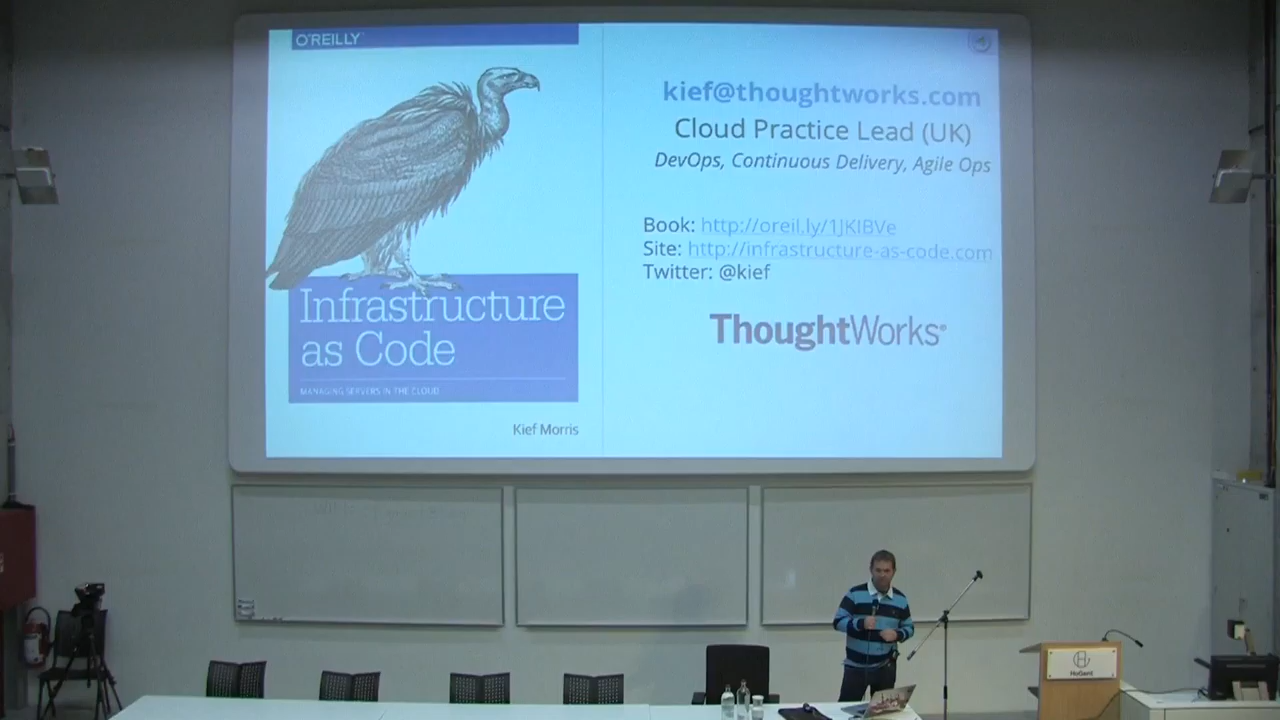 O'REILLY
Infrastructure
as Code
MANAGING SERVERS IN THE CLOUD
Kief Morris
kief@thoughtworks.com
Cloud Practice Lead (UK)
DevOps, Continuous Delivery, Agile Ops
Book: http://oreil.ly/1JKIBVe
Site: http://infrastructure-as-code.com
Twitter: @kief
ThoughtWorks®
HoGent